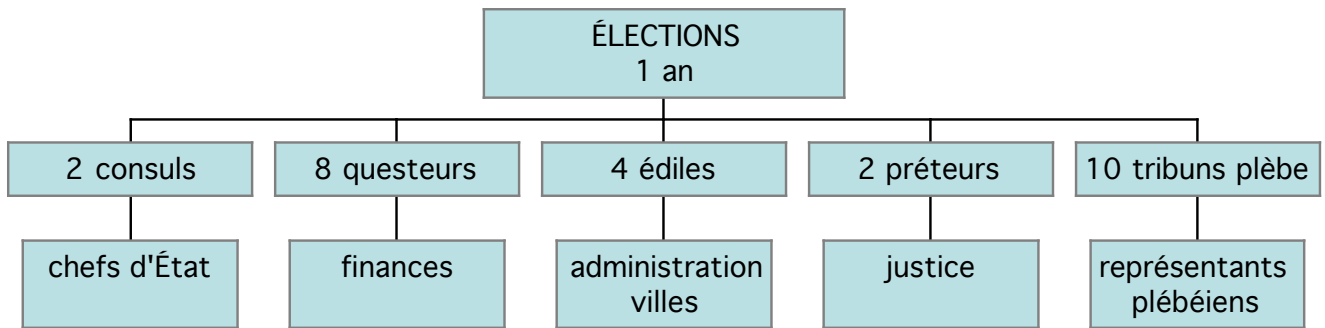 ÉLECTIONS
1 an
2 consuls
8 questeurs
4 édiles
2 préteurs
10 tribuns plèbe
chefs d'État
finances
administration
villes
justice
représentants
plébéiens